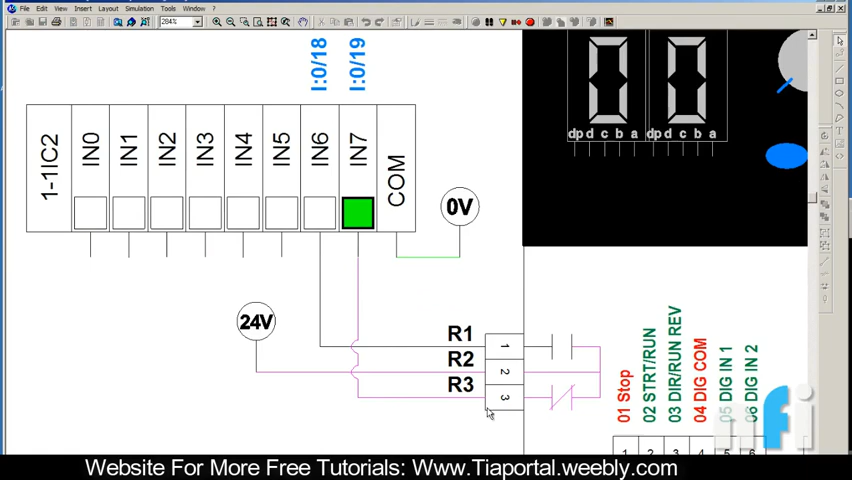 File Edit View Insert Layout Simulation Tools Window ?
284%
I:0/18
I:0/19
1-1IC2
IN0
IN1
IN2
IN3
IN4
IN5
IN6
IN7
COM
0V
24V
R1
R2
R3
1
2
3
dp d c b a dp d c b a
01 Stop
02 STRT/RUN
03 DIR/RUN REV
04 DIG COM
05 DIG IN 1
06 DIG IN 2
1 2 3 4 5 6
fi
Website For More Free Tutorials: Www.Tiaportal.weebly.com